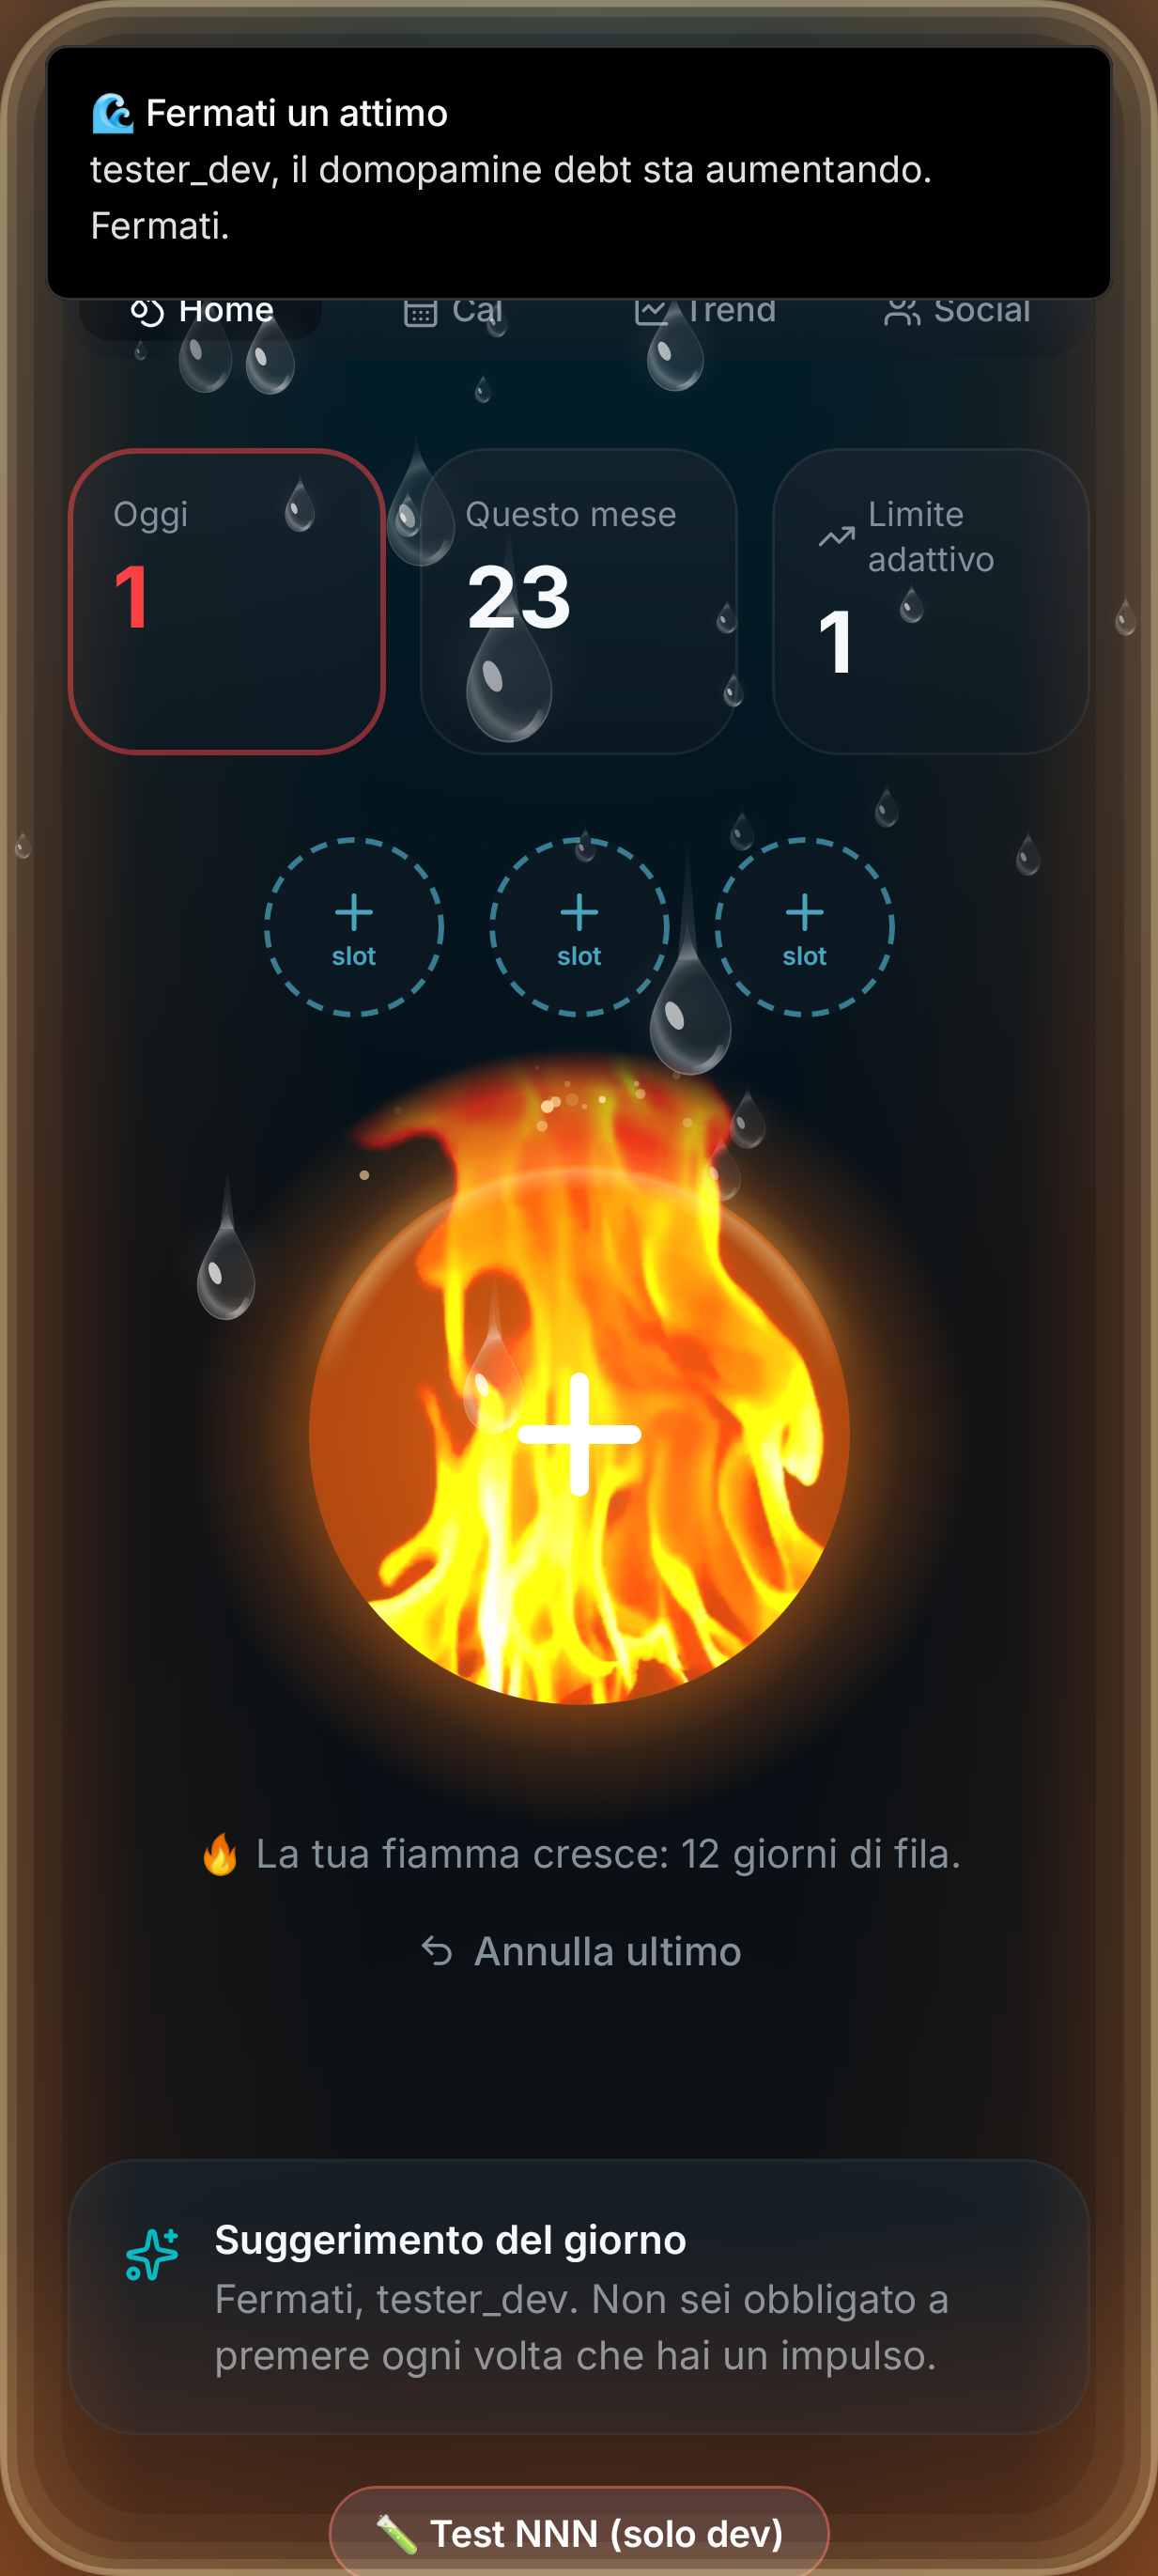 🌊 Fermati un attimo
tester_dev, il domopamine debt sta aumentando.
Fermati.
Home
Cal
Trend
Social
Oggi
1
Questo mese
23
Limite
adattivo
1
slot
slot
slot
🔥 La tua fiamma cresce: 12 giorni di fila.
Annulla ultimo
Suggerimento del giorno
Fermati, tester_dev. Non sei obbligato a
premere ogni volta che hai un impulso.
🧪 Test NNN (solo dev)